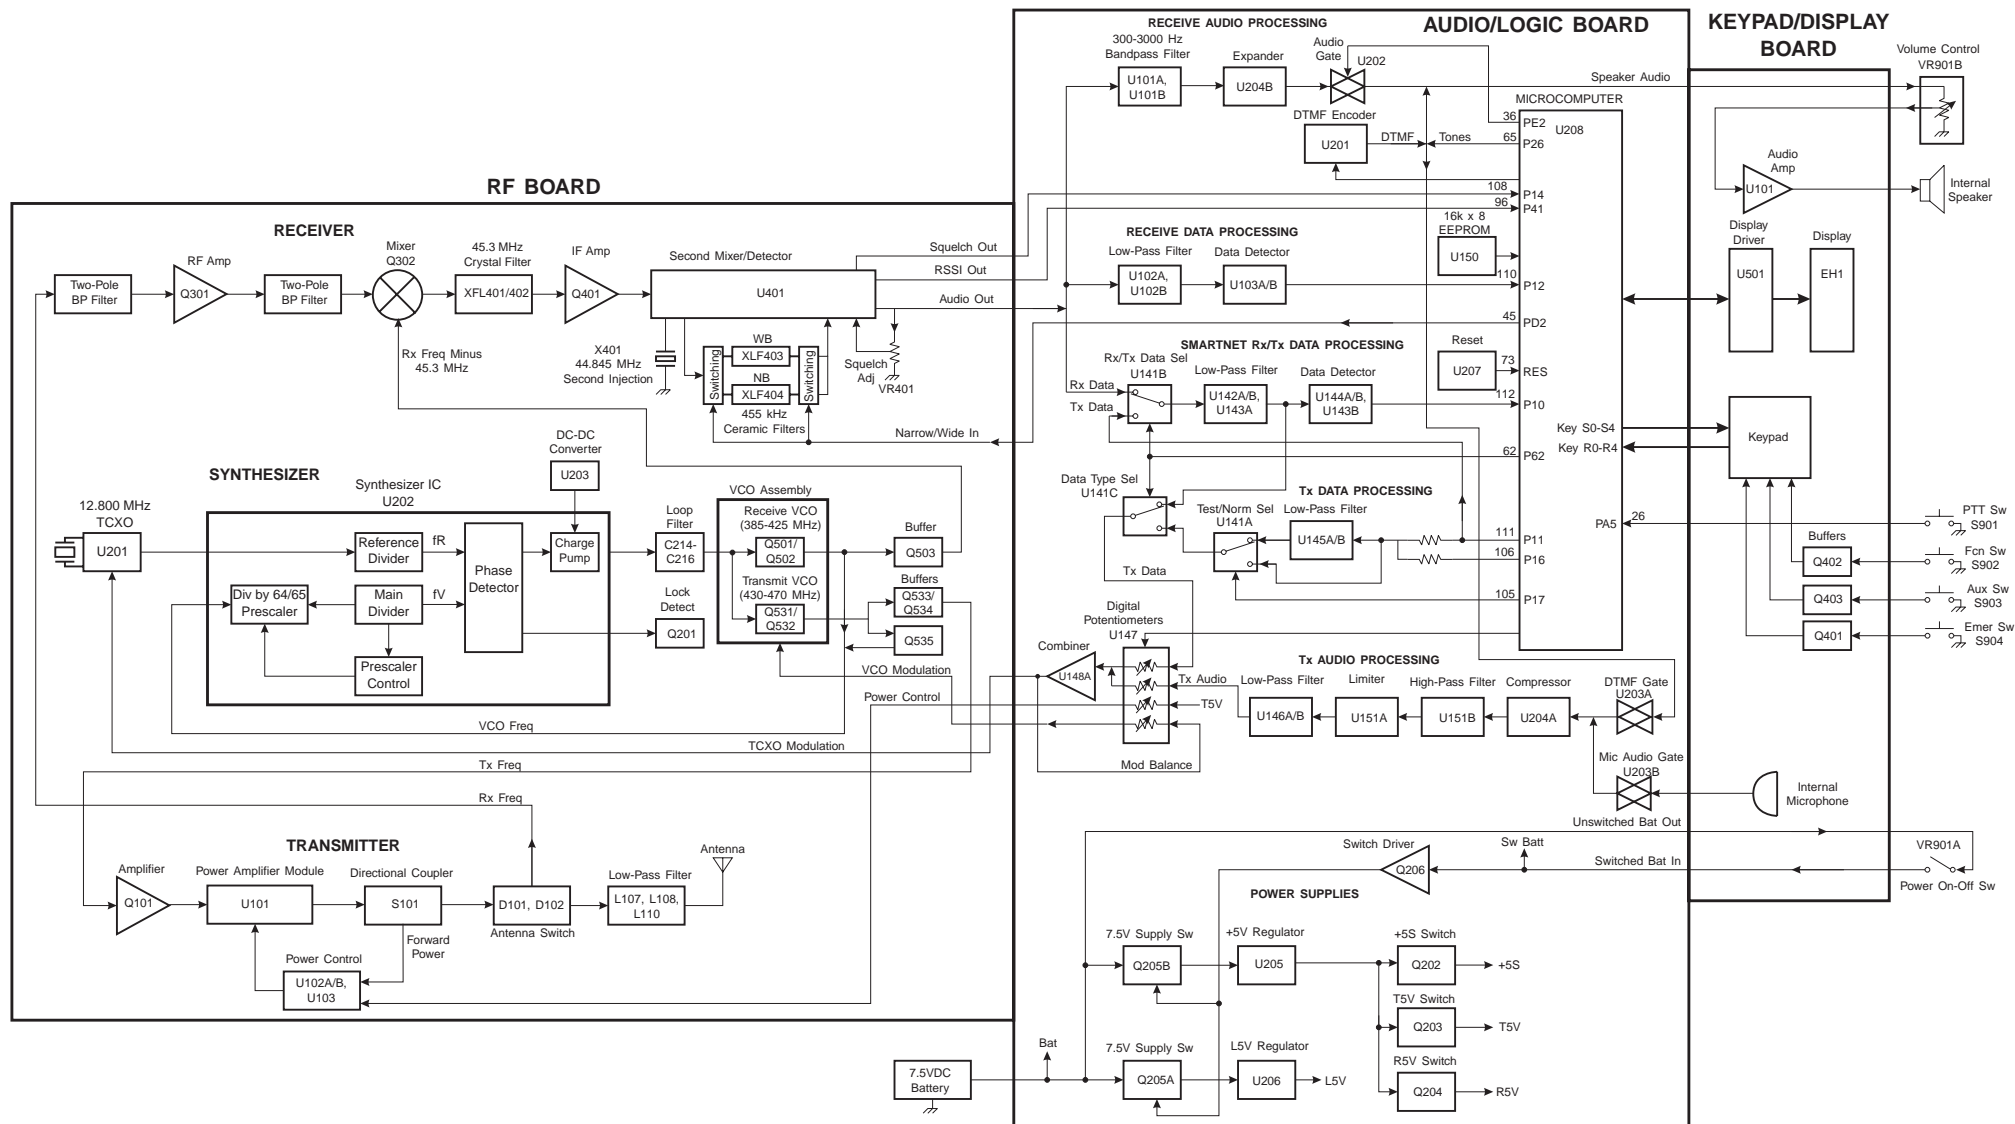 RECEIVE AUDIO PROCESSING
AUDIO/LOGIC BOARD
KEYPAD/DISPLAY
BOARD
300-3000 Hz
Bandpass Filter
U101A,
U101B
Expander
U204B
Audio
Gate
U202
Speaker Audio
Volume Control
VR901B
DTMF Encoder
U201
DTMF
Tones
MICROCOMPUTER
U208
36
PE2
65
P26
108
P14
96
P41
16k x 8
EEPROM
U150
110
P12
45
PD2
Reset
U207
73
RES
112
P10
Key S0-S4
Key R0-R4
62
P62
PA5
26
111
P11
106
P16
105
P17
Audio
Amp
U101
Internal
Speaker
Display
Driver
U501
Display
EH1
Keypad
PTT Sw
S901
Buffers
Q402
Fcn Sw
S902
Q403
Aux Sw
S903
Q401
Emer Sw
S904
RF BOARD
RECEIVER
Two-Pole
BP Filter
RF Amp
Q301
Two-Pole
BP Filter
Mixer
Q302
45.3 MHz
Crystal Filter
XFL401/402
IF Amp
Q401
Second Mixer/Detector
U401
Squelch Out
RSSI Out
Audio Out
Rx Freq Minus
45.3 MHz
X401
44.845 MHz
Second Injection
Switching
WB
XLF403
NB
XLF404
Switching
455 kHz
Ceramic Filters
Squelch
Adj
VR401
Narrow/Wide In
RECEIVE DATA PROCESSING
Low-Pass Filter
U102A,
U102B
Data Detector
U103A/B
SMARTNET Rx/Tx DATA PROCESSING
Rx/Tx Data Sel
U141B
Rx Data
Tx Data
Low-Pass Filter
U142A/B,
U143A
Data Detector
U144A/B,
U143B
Data Type Sel
U141C
Tx DATA PROCESSING
Test/Norm Sel
U141A
Low-Pass Filter
U145A/B
Tx Data
SYNTHESIZER
12.800 MHz
TCXO
U201
Synthesizer IC
U202
Reference
Divider
fR
Div by 64/65
Prescaler
Main
Divider
fV
Phase
Detector
Prescaler
Control
DC-DC
Converter
U203
Charge
Pump
Loop
Filter
C214-
C216
Lock
Detect
Q201
VCO Assembly
Receive VCO
(385-425 MHz)
Q501/
Q502
Transmit VCO
(430-470 MHz)
Q531/
Q532
Buffer
Q503
Buffers
Q533/
Q534
Q535
VCO Modulation
Power Control
VCO Freq
TCXO Modulation
Tx Freq
Rx Freq
Combiner
U148A
Digital
Potentiometers
U147
Tx Audio
T5V
Mod Balance
Tx AUDIO PROCESSING
Low-Pass Filter
U146A/B
Limiter
U151A
High-Pass Filter
U151B
Compressor
U204A
DTMF Gate
U203A
Mic Audio Gate
U203B
Internal
Microphone
TRANSMITTER
Amplifier
Q101
Power Amplifier Module
U101
Directional Coupler
S101
Forward
Power
Power Control
U102A/B,
U103
D101, D102
Antenna Switch
Low-Pass Filter
L107, L108,
L110
Antenna
Unswitched Bat Out
Switch Driver
Q206
Sw Batt
Switched Bat In
VR901A
Power On-Off Sw
POWER SUPPLIES
7.5V Supply Sw
Q205B
+5V Regulator
U205
+5S Switch
Q202
+5S
T5V Switch
Q203
T5V
R5V Switch
Q204
R5V
7.5VDC
Battery
Bat
7.5V Supply Sw
Q205A
L5V Regulator
U206
L5V